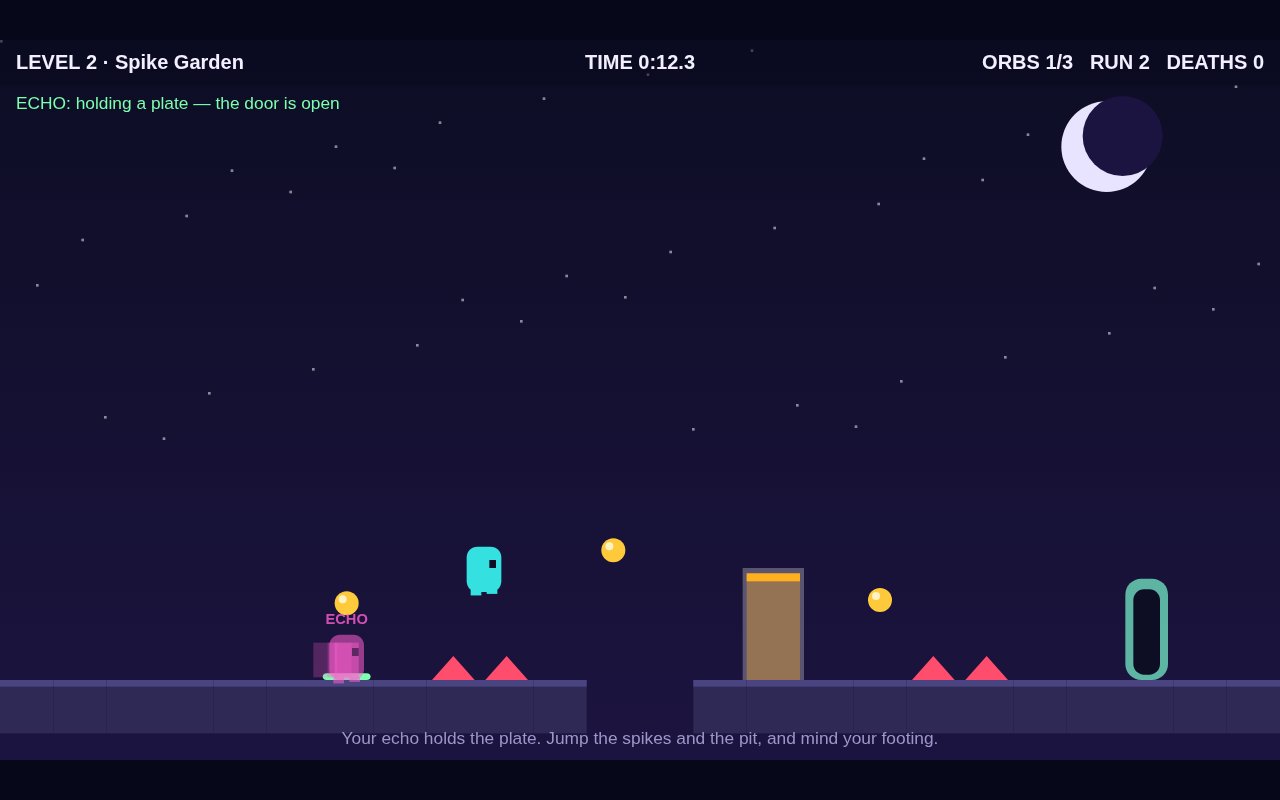 LEVEL 2 · Spike Garden
TIME 0:12.3
ORBS 1/3 RUN 2 DEATHS 0
ECHO: holding a plate — the door is open
ECHO
Your echo holds the plate. Jump the spikes and the pit, and mind your footing.